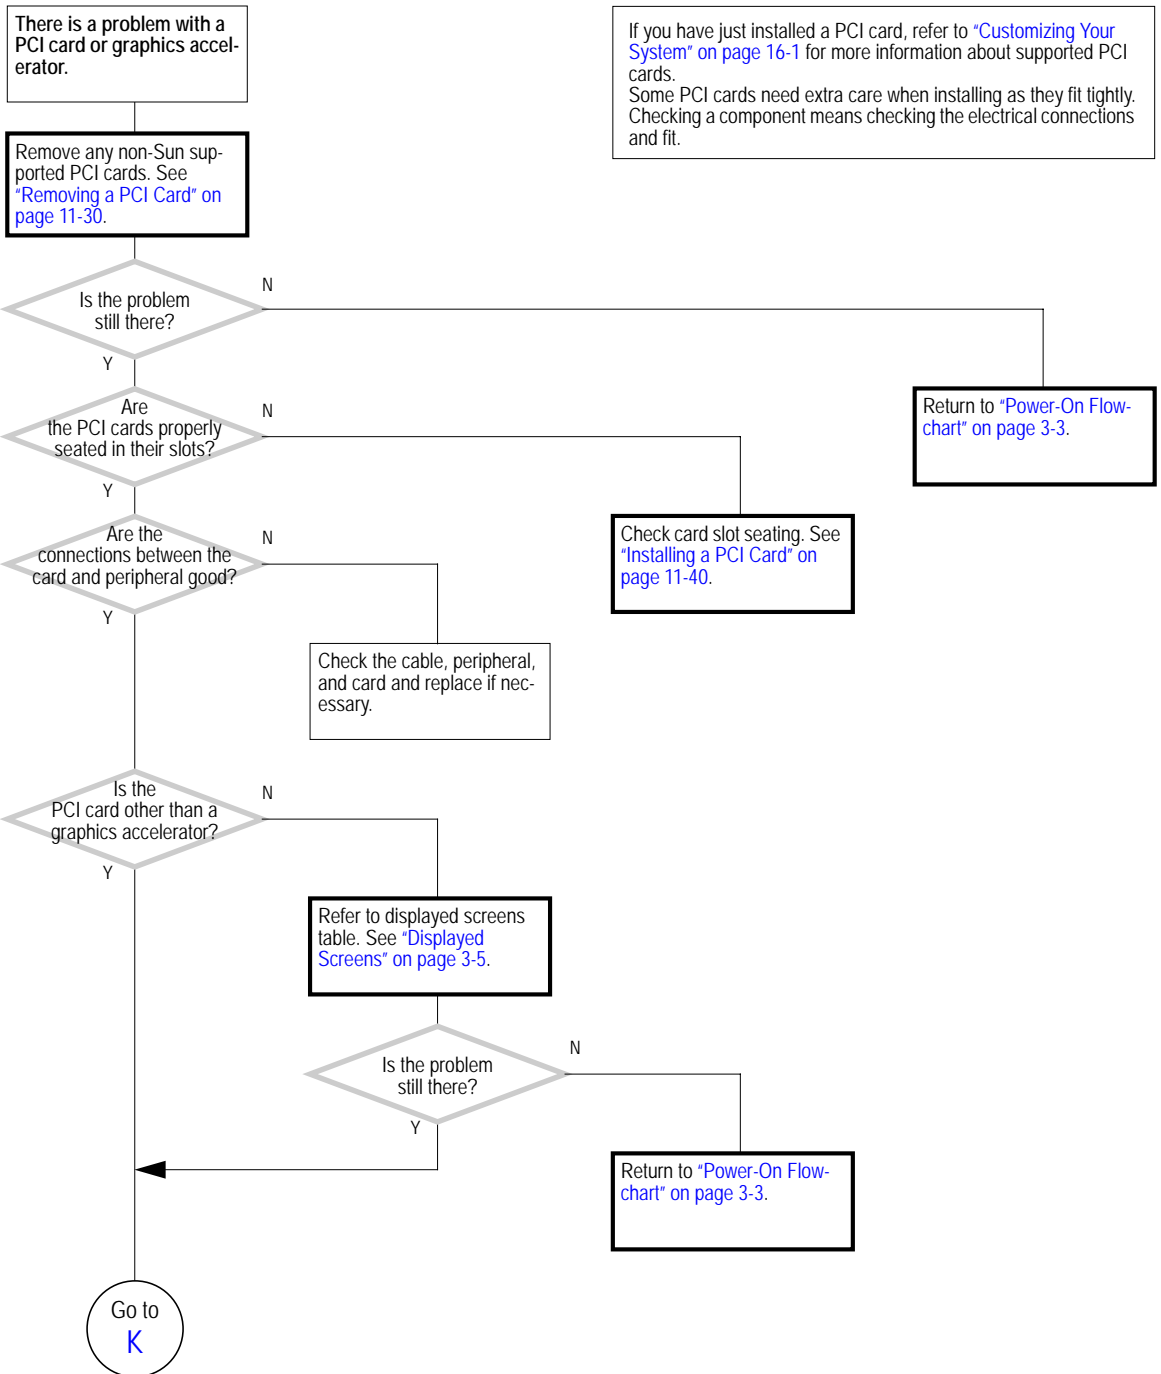 There is a problem with a
PCI card or graphics accel-
erator.
If you have just installed a PCI card, refer to "Customizing Your
System" on page 16-1 for more information about supported PCI
cards.
Some PCI cards need extra care when installing as they fit tightly.
Checking a component means checking the electrical connections
and fit.
Remove any non-Sun sup-
ported PCI cards. See
"Removing a PCI Card" on
page 11-30.
Is the problem
still there?
N
Y
Return to "Power-On Flow-
chart" on page 3-3.
Are
the PCI cards properly
seated in their slots?
N
Y
Check card slot seating. See
"Installing a PCI Card" on
page 11-40.
Are the
connections between the
card and peripheral good?
N
Y
Check the cable, peripheral,
and card and replace if nec-
essary.
Is the
PCI card other than a
graphics accelerator?
N
Y
Refer to displayed screens
table. See "Displayed
Screens" on page 3-5.
Is the problem
still there?
N
Y
Return to "Power-On Flow-
chart" on page 3-3.
Go to
K